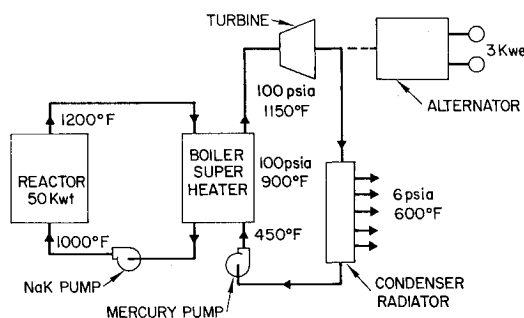 TURBINE
3 Kwe
ALTERNATOR
100 psia
1150°F
1200°F
REACTOR
50 Kwt
BOILER
SUPER
HEATER
100psia
900°F
6 psia
600°F
1000°F
450°F
NaK PUMP
MERCURY PUMP
CONDENSER
RADIATOR